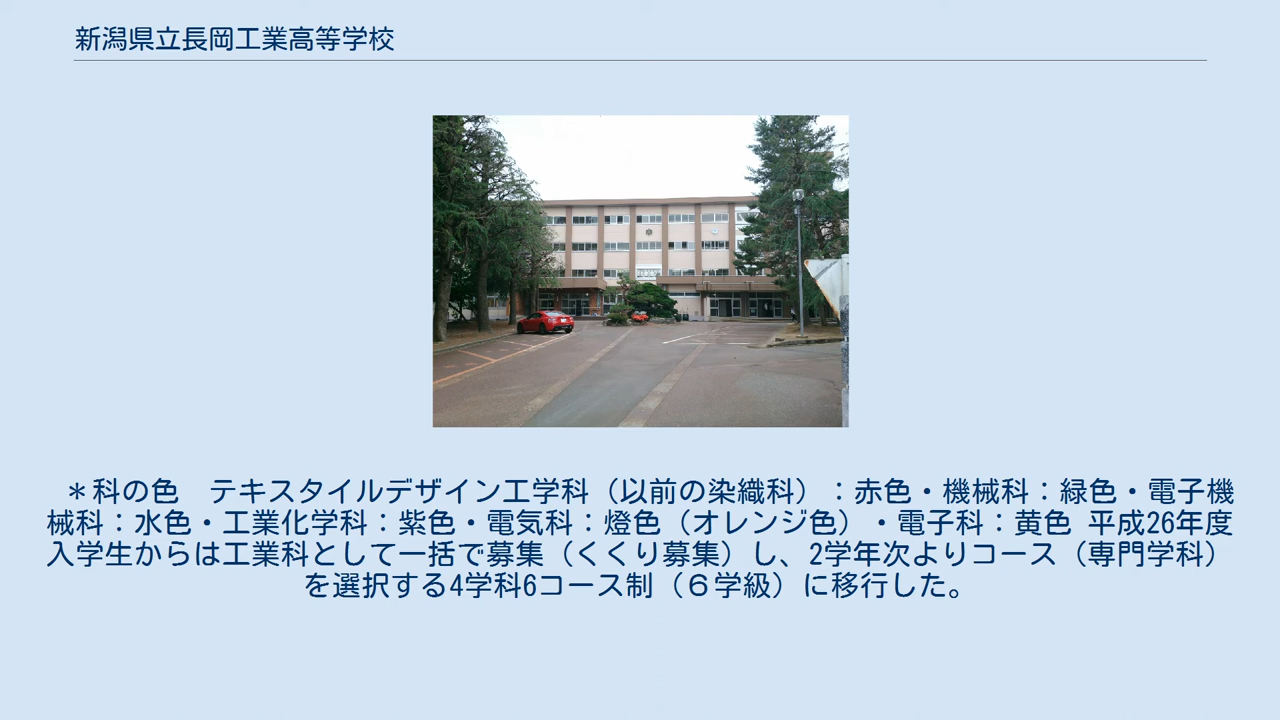 新潟県立長岡工業高等学校
＊科の色　テキスタイルデザイン工学科（以前の染織科）：赤色・機械科：緑色・電子機
械科：水色・工業化学科：紫色・電気科：燈色（オレンジ色）・電子科：黄色 平成26年度
入学生からは工業科として一括で募集（くくり募集）し、2学年次よりコース（専門学科）
を選択する4学科6コース制（６学級）に移行した。